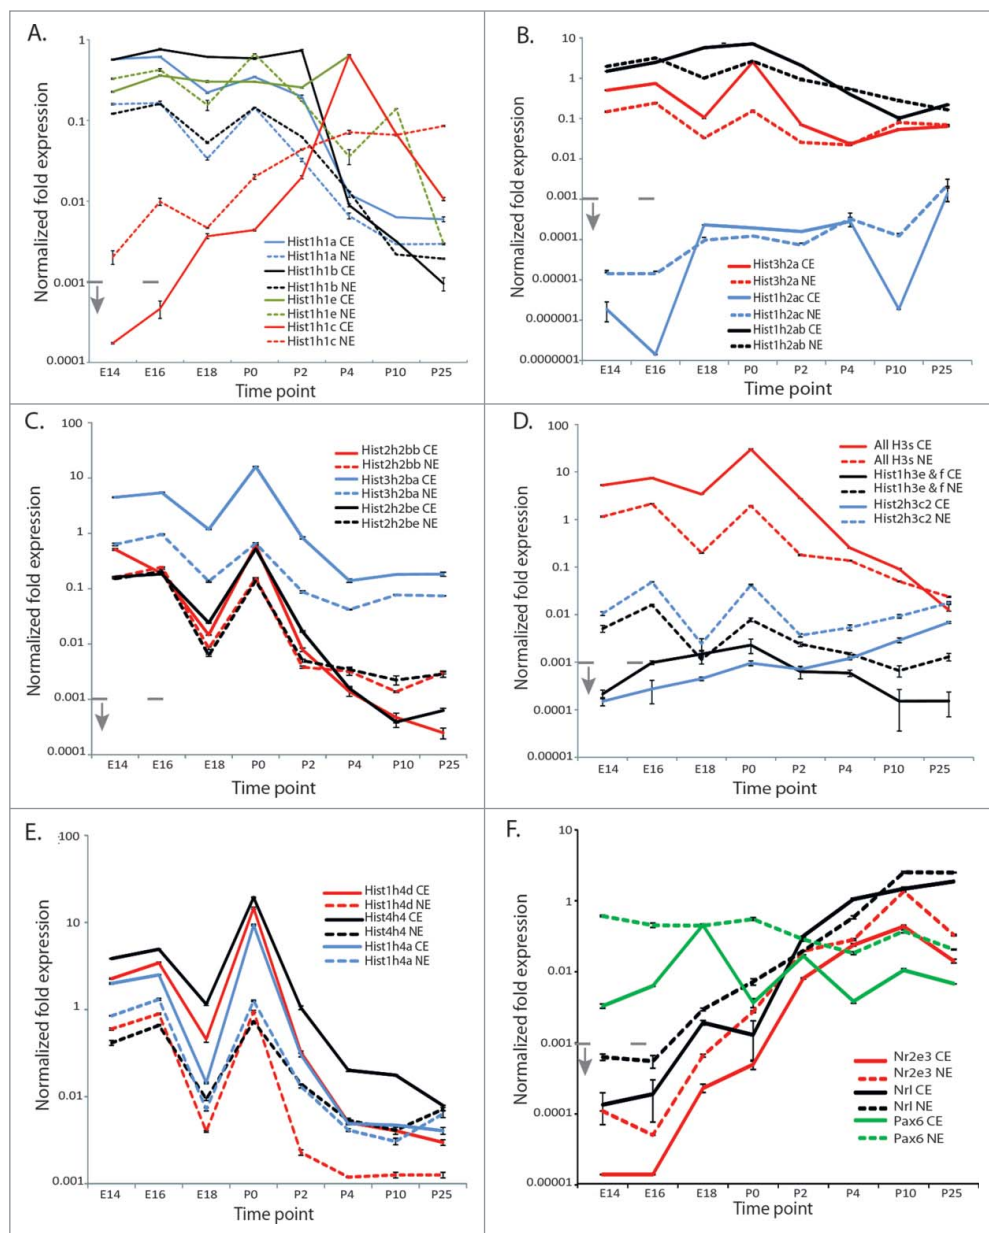 A.
Normalized fold expression
1
0.1
0.01
0.001
0.0001
Hist1h1a CE
Hist1h1a NE
Hist1h1b CE
Hist1h1b NE
Hist1h1e CE
Hist1h1e NE
Hist1h1c CE
Hist1h1c NE
E14 E16 E18 P0 P2 P4 P10 P25
Time point
B.
Normalized fold expression
10
1
0.1
0.01
0.001
0.0001
0.00001
0.000001
0.0000001
Hist3h2a CE
Hist3h2a NE
Hist1h2ac CE
Hist1h2ac NE
Hist1h2ab CE
Hist1h2ab NE
E14 E16 E18 P0 P2 P4 P10 P25
Time point
C.
Normalized fold expression
100
10
1
0.1
0.01
0.001
0.0001
Hist2h2bb CE
Hist2h2bb NE
Hist3h2ba CE
Hist3h2ba NE
Hist2h2be CE
Hist2h2be NE
E14 E16 E18 P0 P2 P4 P10 P25
Time point
D.
Normalized fold expression
100
10
1
0.1
0.01
0.001
0.0001
0.00001
All H3s CE
All H3s NE
Hist1h3e & f CE
Hist1h3e & f NE
Hist2h3c2 CE
Hist2h3c2 NE
E14 E16 E18 P0 P2 P4 P10 P25
Time point
E.
Normalized fold expression
100
10
1
0.01
0.001
Hist1h4d CE
Hist1h4d NE
Hist4h4 CE
Hist4h4 NE
Hist1h4a CE
Hist1h4a NE
E14 E16 E18 P0 P2 P4 P10 P25
Time point
F.
Normalized fold expression
10
1
0.01
0.001
0.0001
0.00001
Nr2e3 CE
Nr2e3 NE
Nrl CE
Nrl NE
Pax6 CE
Pax6 NE
E14 E16 E18 P0 P2 P4 P10 P25
Time point